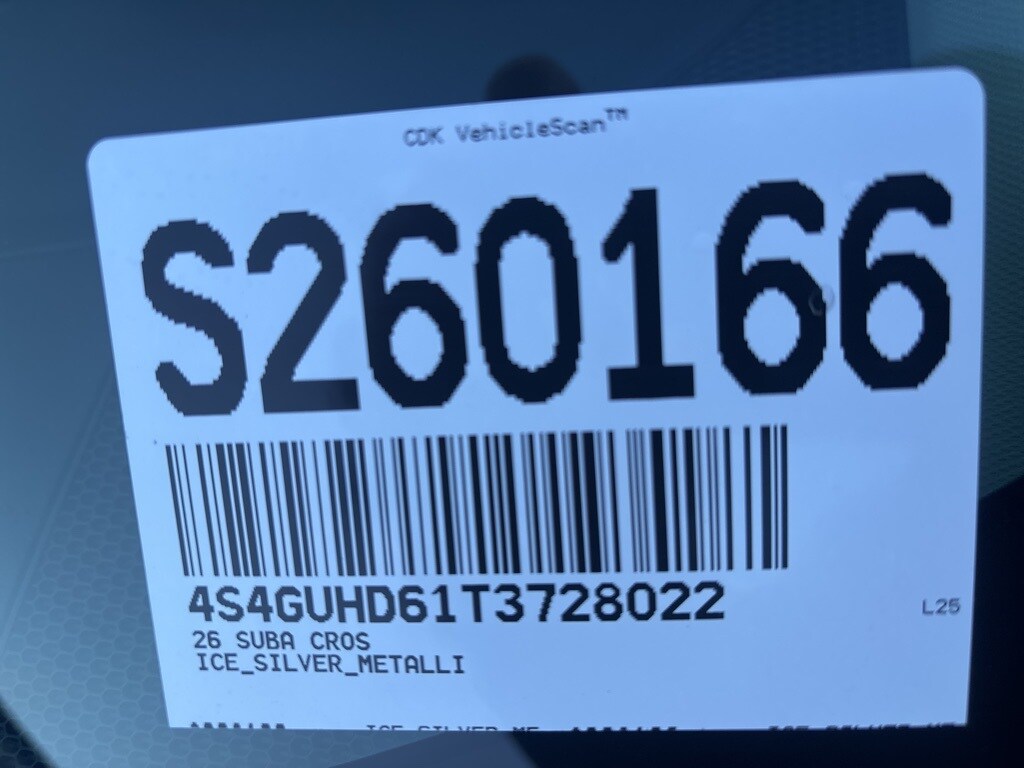 CDK VehicleScan™
S260166
4S4GUHD61T3728022
L25
26 SUBA CROS
ICE_SILVER_METALLI